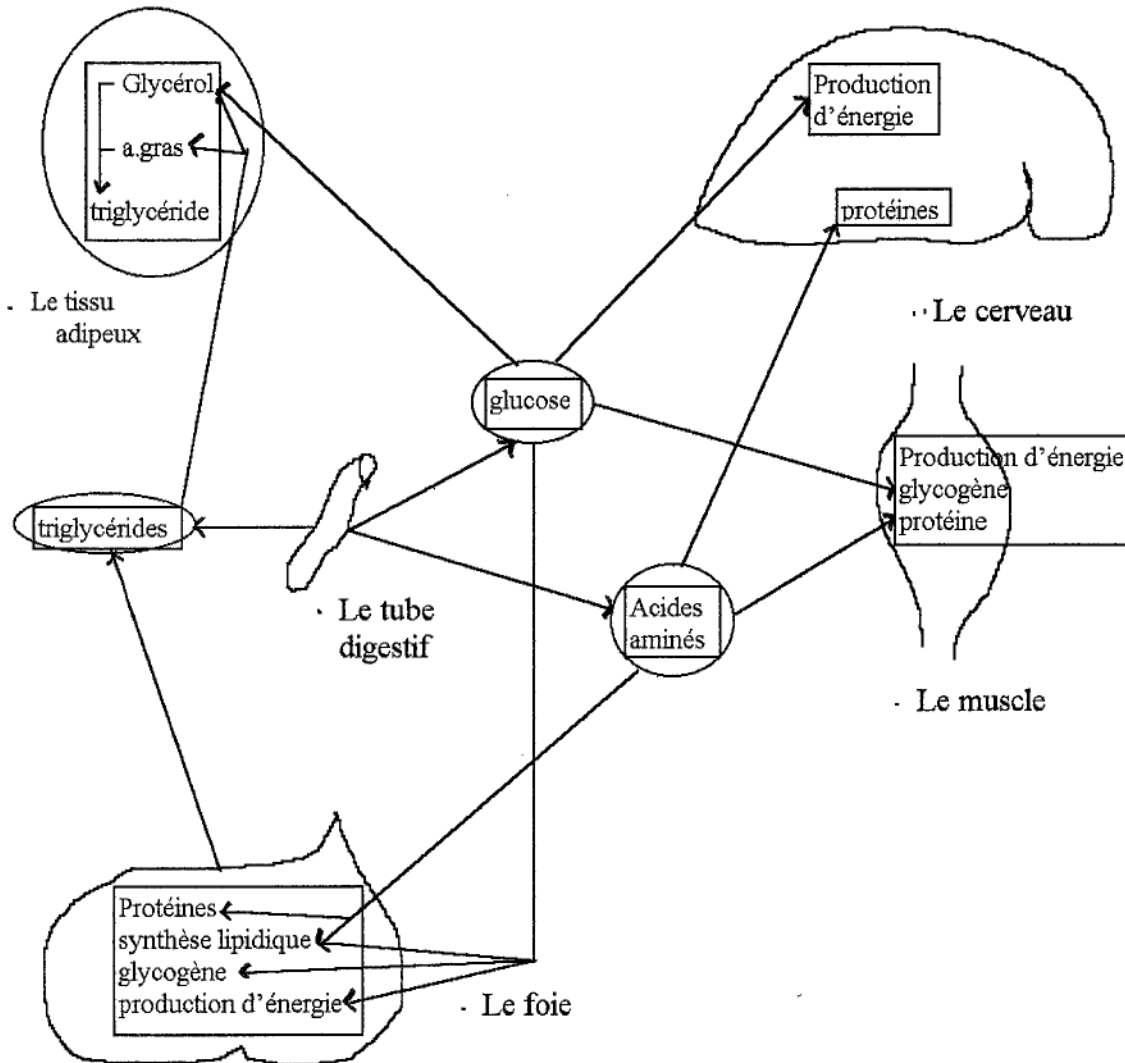 Glycérol
a.gras
triglycéride
Le tissu
adipeux
Production
d'énergie
protéines
Le cerveau
glucose
Production d'énergie
glycogène
protéine
Le muscle
triglycérides
Le tube
digestif
Acides
aminés
Protéines
synthèse lipidique
glycogène
production d'énergie
Le foie